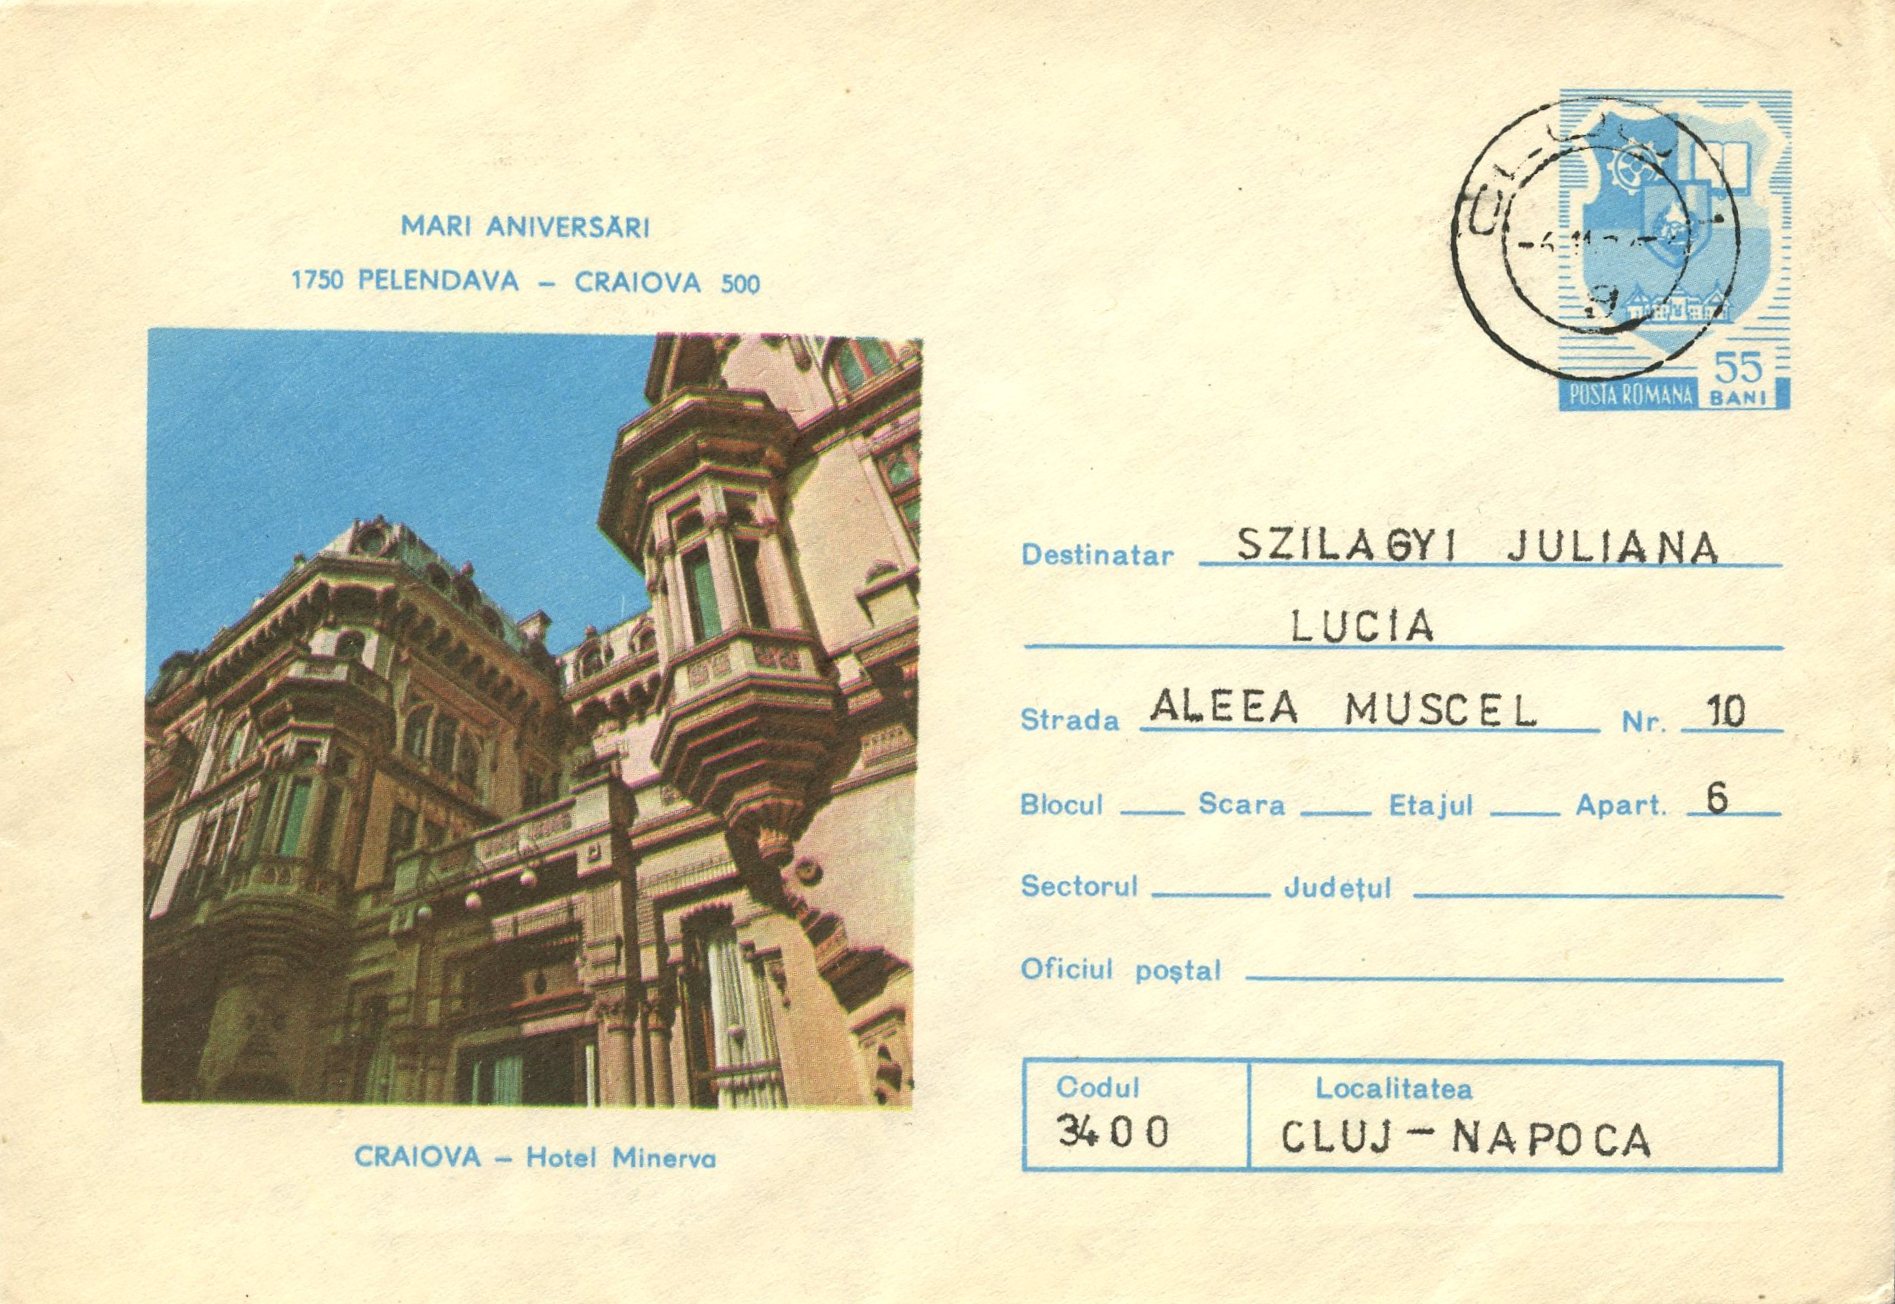 MARI ANIVERSĂRI
1750 PELENDAVA – CRAIOVA 500
CRAIOVA – Hotel Minerva
55
POSTA ROMANA BANI
Destinatar SZILAGYI JULIANA
LUCIA
Strada ALEEA MUSCEL Nr. 10
Blocul Scara Etajul Apart. 6
Sectorul Județul
Oficiul poștal
Codul Localitatea
3400 CLUJ-NAPOCA